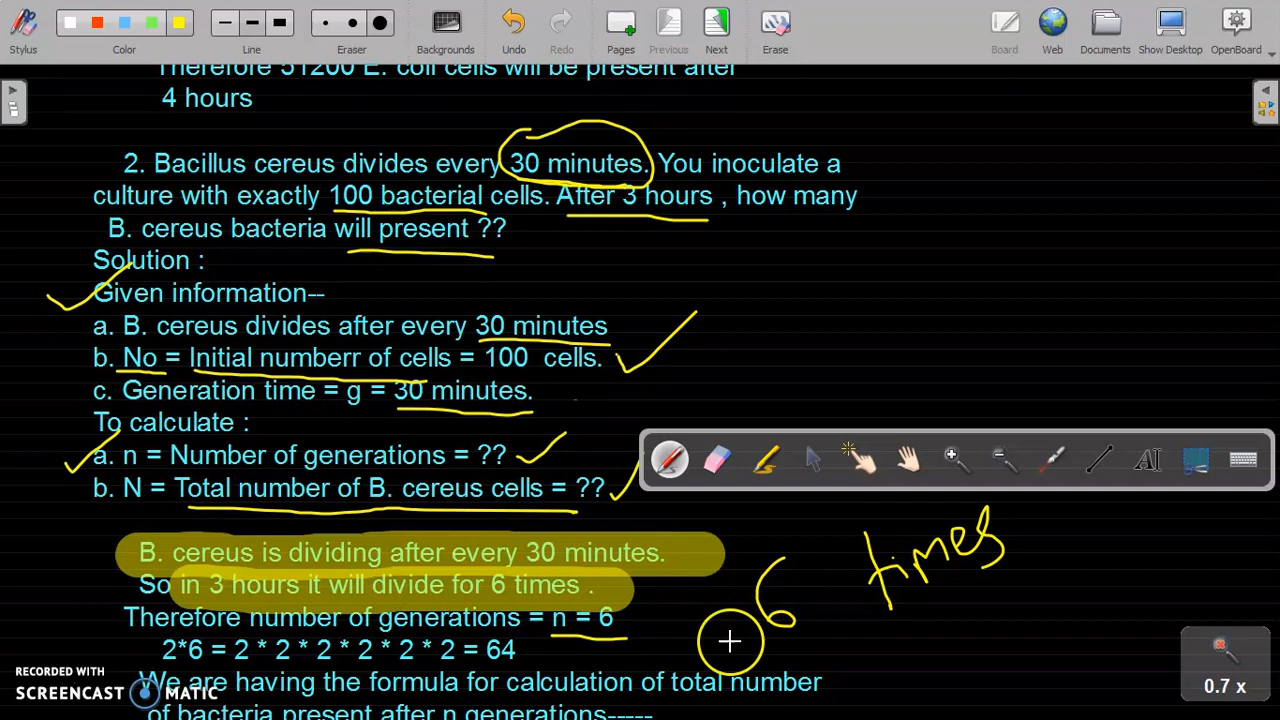 Stylus
Color
Line
Eraser
Backgrounds
Undo
Redo
Pages
Previous
Next
Erase
Board
Web
Documents
Show Desktop
OpenBoard
Therefore 51200 E. coli cells will be present after
4 hours
2. Bacillus cereus divides every 30 minutes. You inoculate a
culture with exactly 100 bacterial cells. After 3 hours , how many
B. cereus bacteria will present ??
Solution :
Given information--
a. B. cereus divides after every 30 minutes
b. No = Initial numberr of cells = 100 cells.
c. Generation time = g = 30 minutes.
To calculate :
a. n = Number of generations = ??
b. N = Total number of B. cereus cells = ??
B. cereus is dividing after every 30 minutes.
So in 3 hours it will divide for 6 times .
Therefore number of generations = n = 6
2*6 = 2 * 2 * 2 * 2 * 2 * 2 = 64
We are having the formula for calculation of total number
of bacteria present after n generations-----
6 times
AI
0.7 x
RECORDED WITH
SCREENCAST MATIC